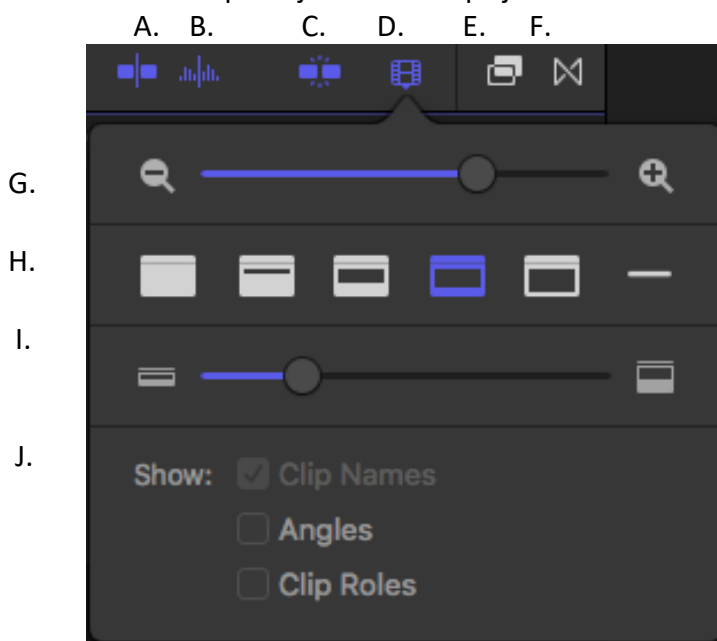 A. B. C. D. E. F.
G.
H.
I.
J.
Show: Clip Names
Angles
Clip Roles